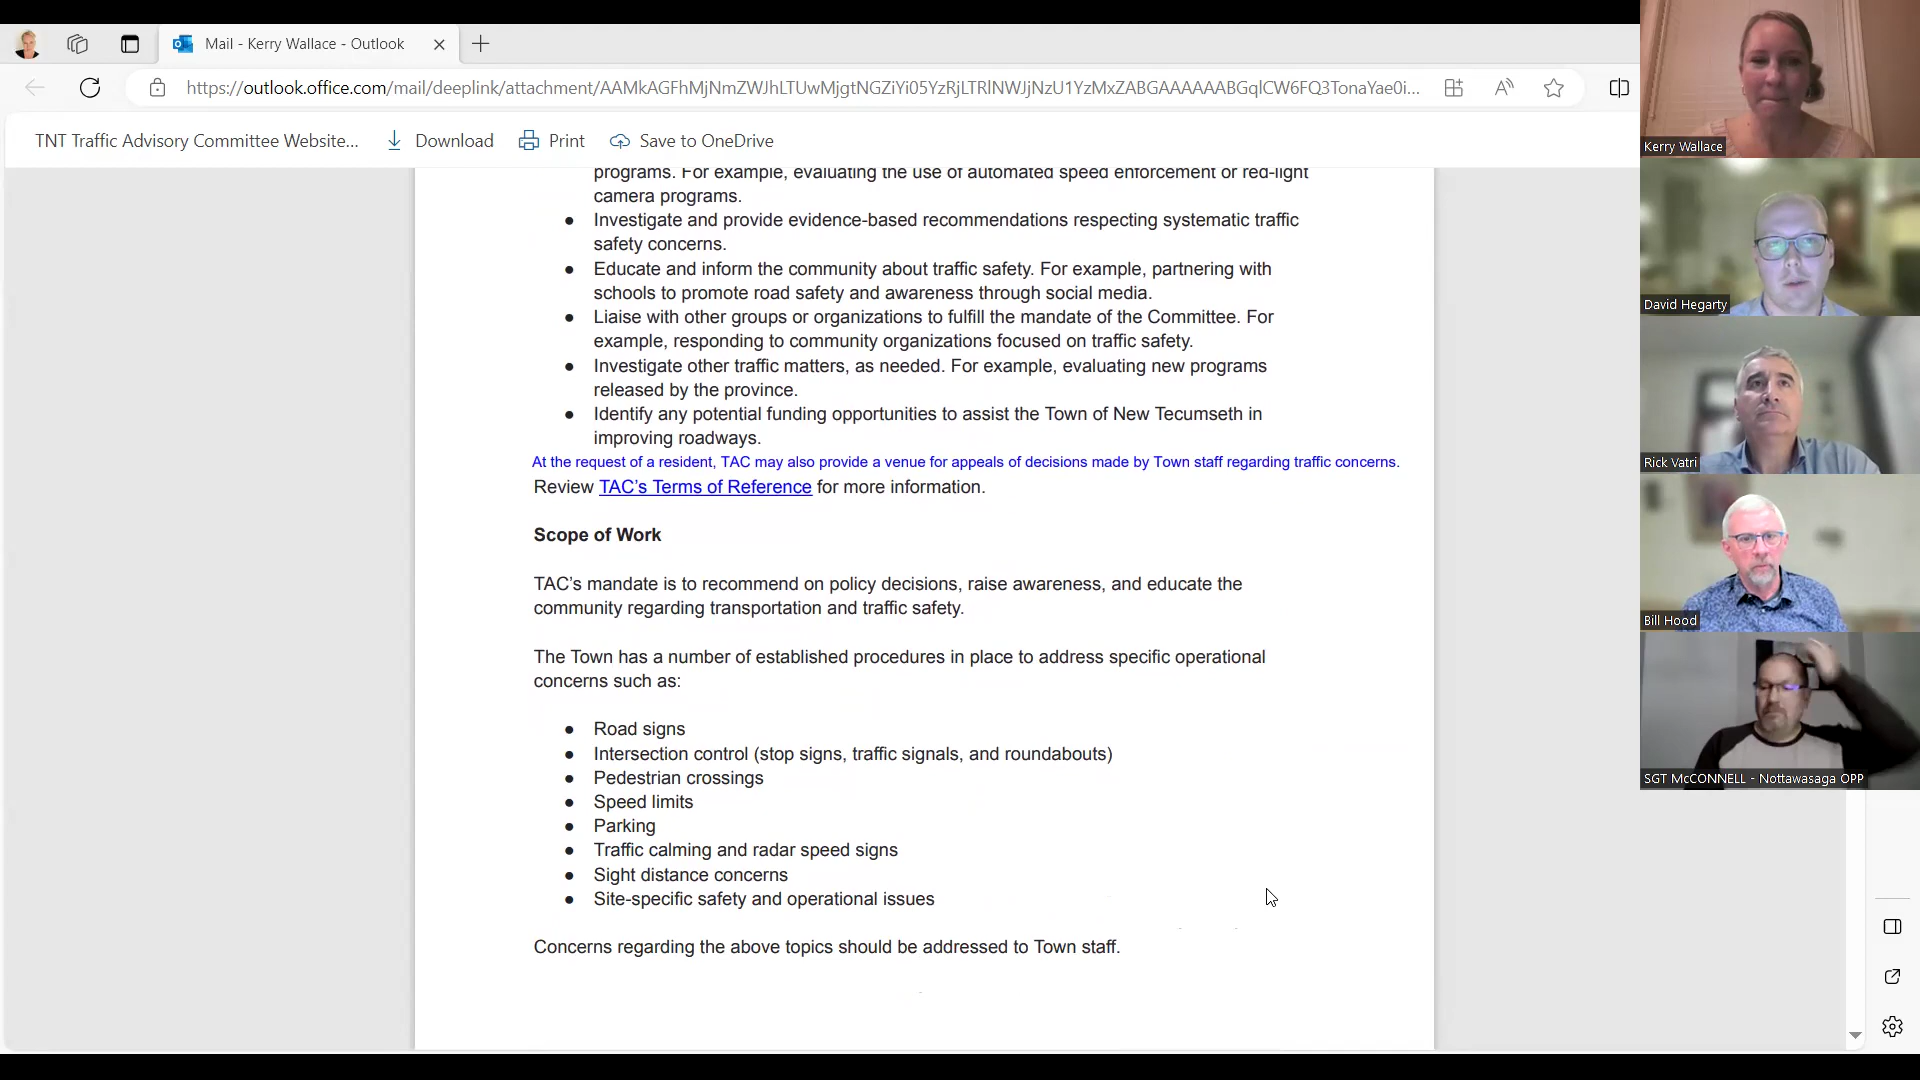 Mail - Kerry Wallace - Outlook
https://outlook.office.com/mail/deeplink/attachment/AAMkAGFhMjNmZWJhLTUwMjgtNGZiYi05YzRjLTRlNWJjNzU1YzMxZABGAAAAAABGqlCW6FQ3TonaYae0i...
TNT Traffic Advisory Committee Website... Download Print Save to OneDrive
programs. For example, evaluating the use of automated speed enforcement or red-light
camera programs.
● Investigate and provide evidence-based recommendations respecting systematic traffic
safety concerns.
● Educate and inform the community about traffic safety. For example, partnering with
schools to promote road safety and awareness through social media.
● Liaise with other groups or organizations to fulfill the mandate of the Committee. For
example, responding to community organizations focused on traffic safety.
● Investigate other traffic matters, as needed. For example, evaluating new programs
released by the province.
● Identify any potential funding opportunities to assist the Town of New Tecumseth in
improving roadways.
At the request of a resident, TAC may also provide a venue for appeals of decisions made by Town staff regarding traffic concerns.
Review TAC's Terms of Reference for more information.
Scope of Work
TAC's mandate is to recommend on policy decisions, raise awareness, and educate the
community regarding transportation and traffic safety.
The Town has a number of established procedures in place to address specific operational
concerns such as:
● Road signs
● Intersection control (stop signs, traffic signals, and roundabouts)
● Pedestrian crossings
● Speed limits
● Parking
● Traffic calming and radar speed signs
● Sight distance concerns
● Site-specific safety and operational issues
Concerns regarding the above topics should be addressed to Town staff.
Kerry Wallace
David Hegarty
Rick Vatri
Bill Hood
SGT McCONNELL - Nottawasaga OPP